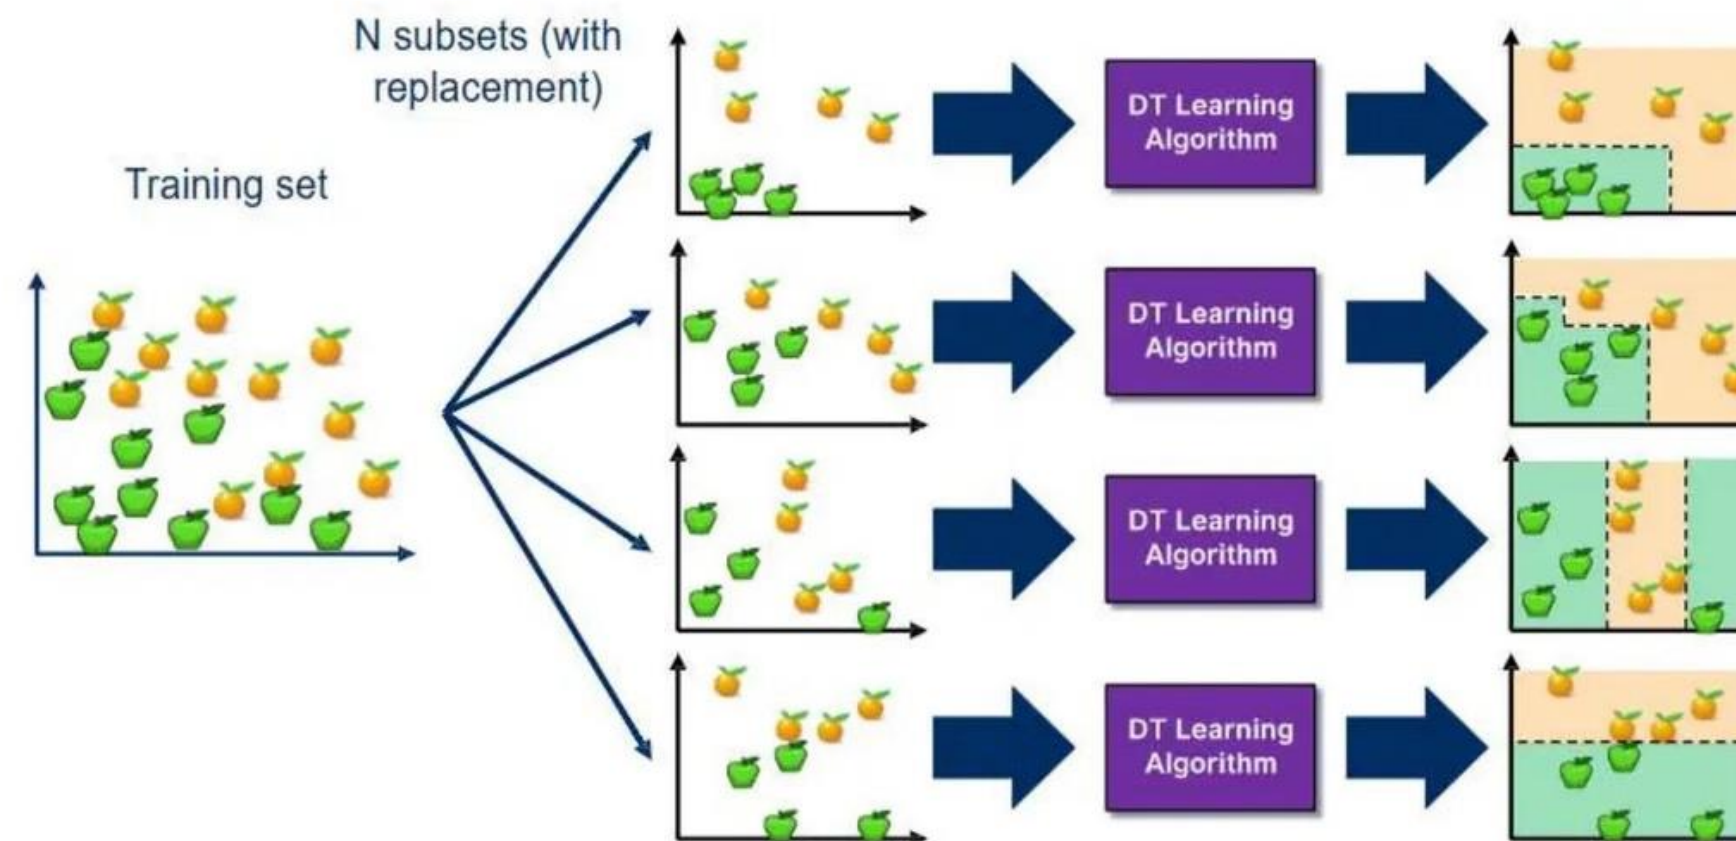 N subsets (with
replacement)
Training set
DT Learning
Algorithm
DT Learning
Algorithm
DT Learning
Algorithm
DT Learning
Algorithm